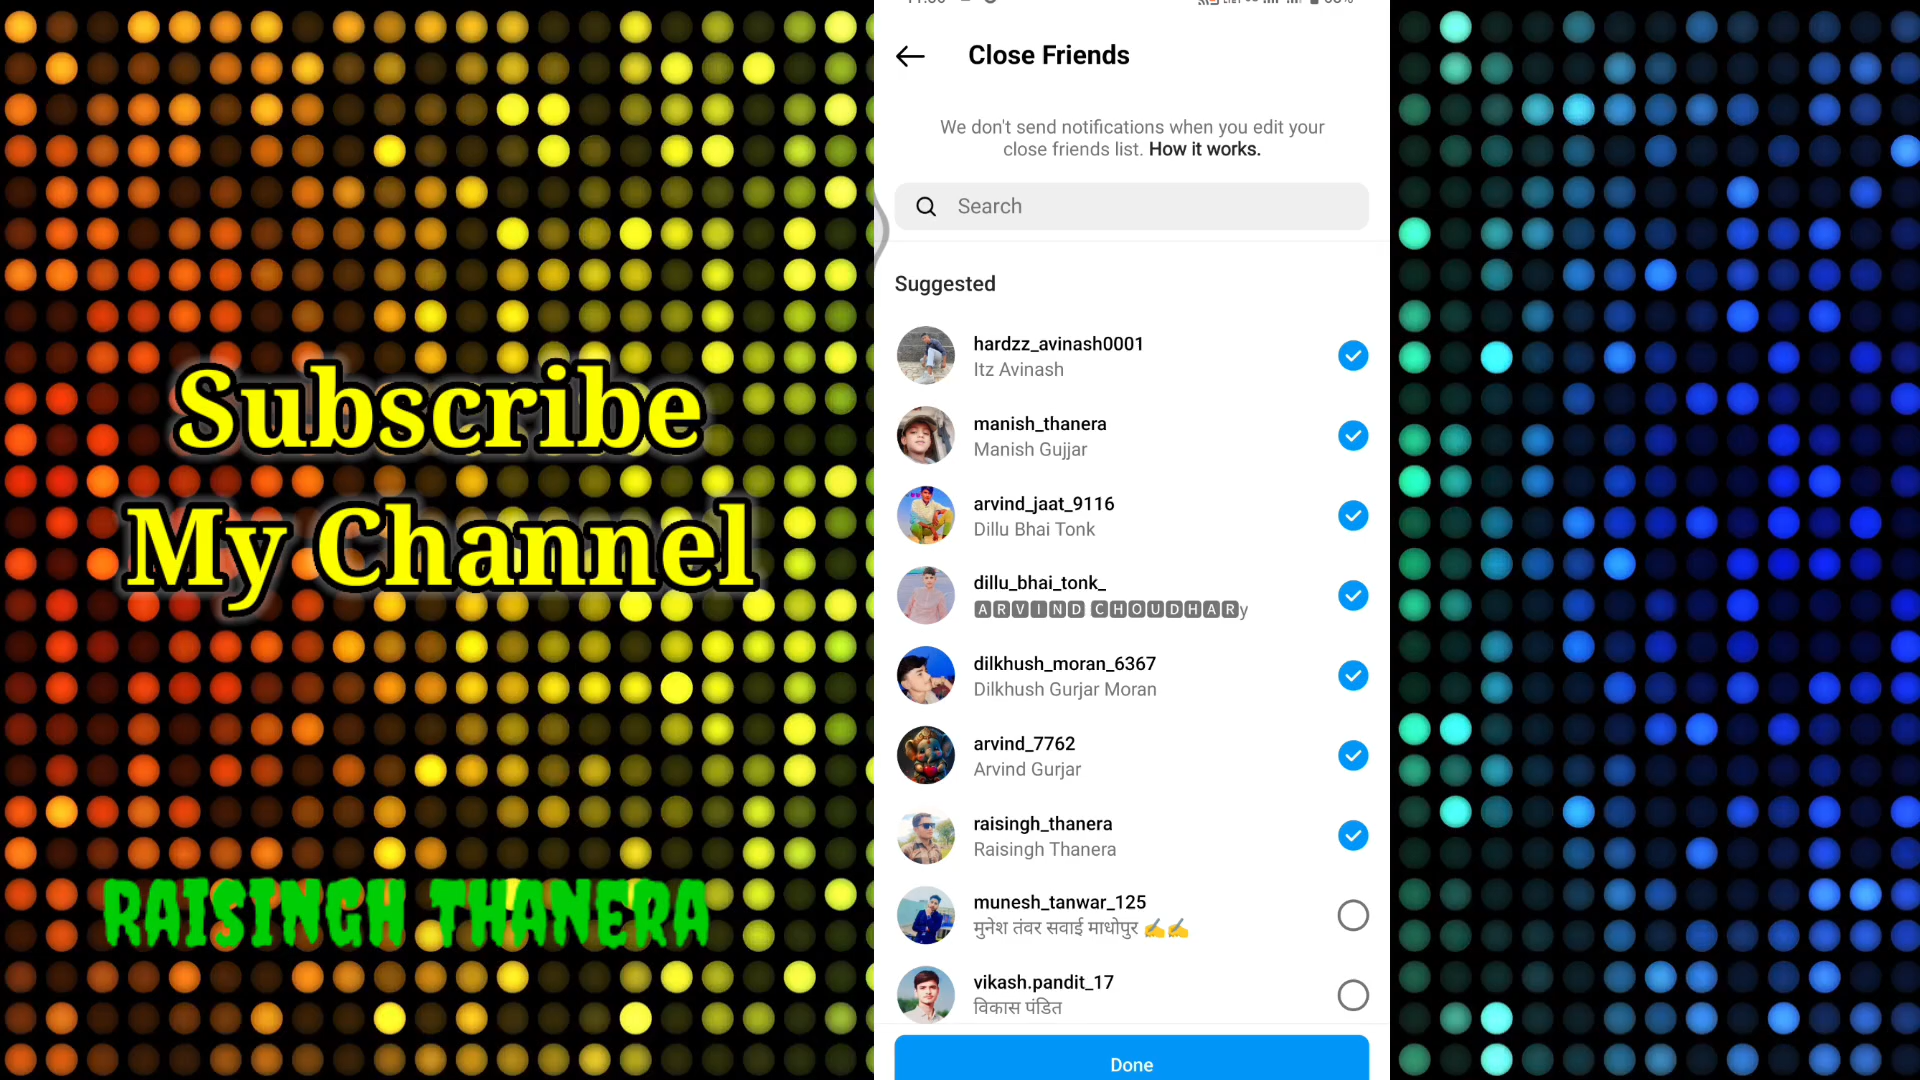 Subscribe
My Channel
RAISINGH THANERA
Close Friends
We don't send notifications when you edit your
close friends list. How it works.
Search
Suggested
hardzz_avinash0001
Itz Avinash
manish_thanera
Manish Gujjar
arvind_jaat_9116
Dillu Bhai Tonk
dillu_bhai_tonk_
🅰🆁🆅🅸🅽🅳 🅲🅷🅾🆄🅳🅷🅰🆁y
dilkhush_moran_6367
Dilkhush Gurjar Moran
arvind_7762
Arvind Gurjar
raisingh_thanera
Raisingh Thanera
munesh_tanwar_125
मुनेश तंवर सवाई माधोपुर ✍️✍️
vikash.pandit_17
विकास पंडित
Done